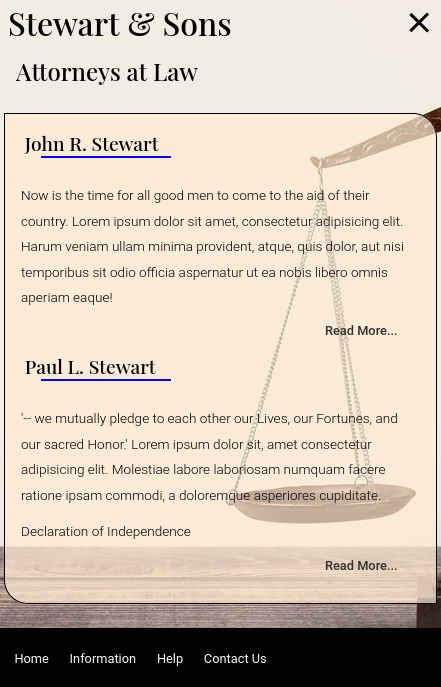 Stewart & Sons
Attorneys at Law
John R. Stewart
Now is the time for all good men to come to the aid of their
country. Lorem ipsum dolor sit amet, consectetur adipisicing elit.
Harum veniam ullam minima provident, atque, quis dolor, aut nisi
temporibus sit odio officia aspernatur ut ea nobis libero omnis
aperiam eaque!
Read More...
Paul L. Stewart
'-- we mutually pledge to each other our Lives, our Fortunes, and
our sacred Honor.' Lorem ipsum dolor sit, amet consectetur
adipisicing elit. Molestiae labore laboriosam numquam facere
ratione ipsam commodi, a doloremque asperiores cupiditate.
Declaration of Independence
Read More...
Home Information Help Contact Us